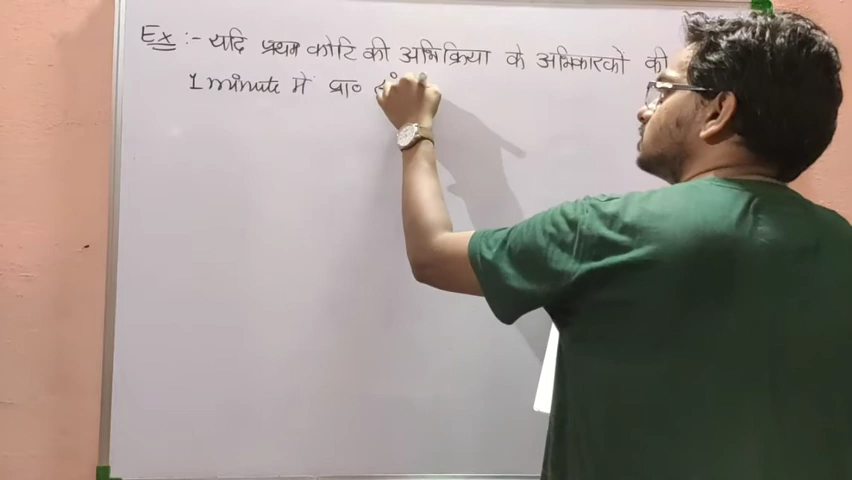 Ex :- यदि प्रथम कोटि की अभिक्रिया के अभिकारकों की
1 minute में प्रा०